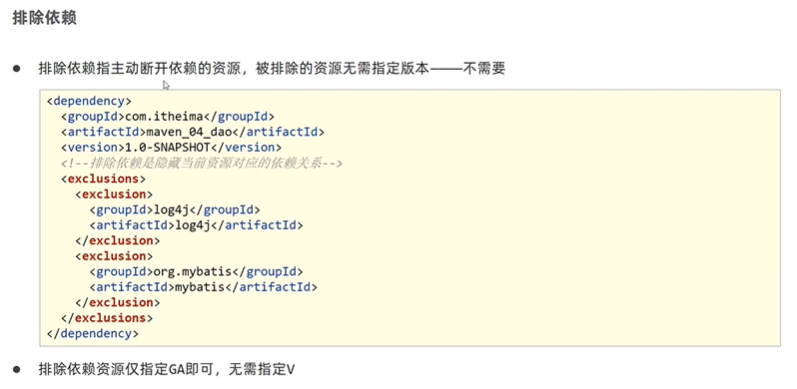 排除依赖
● 排除依赖指主动断开依赖的资源，被排除的资源无需指定版本————不需要
<dependency>
<groupId>com.itheima</groupId>
<artifactId>maven_04_dao</artifactId>
<version>1.0-SNAPSHOT</version>
<!--排除依赖是隐藏当前资源对应的依赖关系-->
<exclusions>
<exclusion>
<groupId>log4j</groupId>
<artifactId>log4j</artifactId>
</exclusion>
<exclusion>
<groupId>org.mybatis</groupId>
<artifactId>mybatis</artifactId>
</exclusion>
</exclusions>
</dependency>
● 排除依赖资源仅指定GA即可，无需指定V